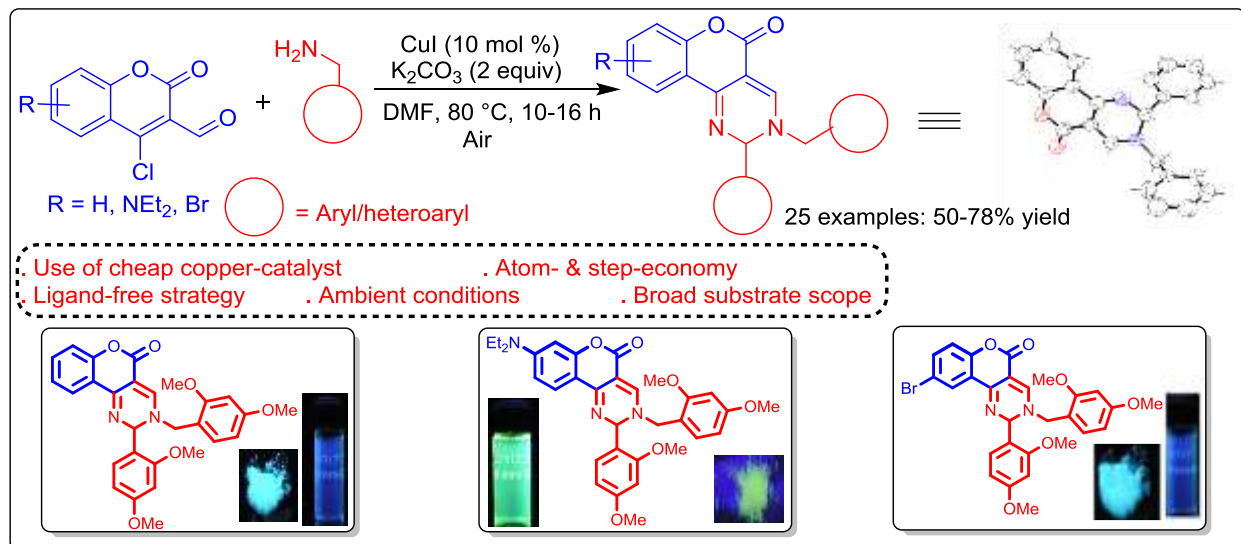 H₂N
CuI (10 mol %)
K₂CO₃ (2 equiv)
DMF, 80 °C, 10-16 h
Air
R
O
O
O
Cl
+
R
O
O
N
N
R = H, NEt₂, Br
= Aryl/heteroaryl
25 examples: 50-78% yield
. Use of cheap copper-catalyst
. Atom- & step-economy
. Ligand-free strategy
. Ambient conditions
. Broad substrate scope
O
O
MeO
OMe
N
N
OMe
OMe
Et₂N
O
O
MeO
OMe
N
N
OMe
OMe
O
O
Br
MeO
OMe
N
N
OMe
OMe